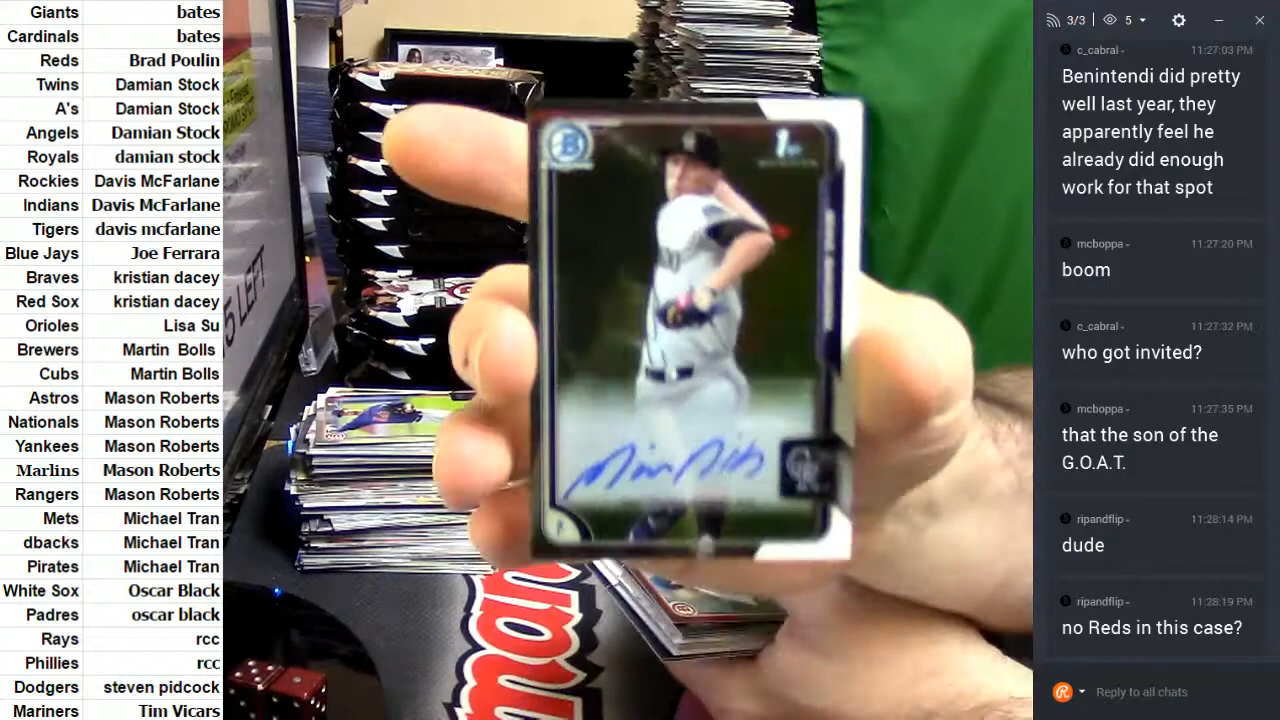 Giants bates
Cardinals bates
Reds Brad Poulin
Twins Damian Stock
A's Damian Stock
Angels Damian Stock
Royals damian stock
Rockies Davis McFarlane
Indians Davis McFarlane
Tigers davis mcfarlane
Blue Jays Joe Ferrara
Braves kristian dacey
Red Sox kristian dacey
Orioles Lisa Su
Brewers Martin Bolls
Cubs Martin Bolls
Astros Mason Roberts
Nationals Mason Roberts
Yankees Mason Roberts
Marlins Mason Roberts
Rangers Mason Roberts
Mets Michael Tran
dbacks Michael Tran
Pirates Michael Tran
White Sox Oscar Black
Padres oscar black
Rays rcc
Phillies rcc
Dodgers steven pidcock
Mariners Tim Vicars
LEFT
B
1st
CR
P
3/3
5
c_cabral 11:27:03 PM
Benintendi did pretty
well last year, they
apparently feel he
already did enough
work for that spot
mcboppa 11:27:20 PM
boom
c_cabral 11:27:32 PM
who got invited?
mcboppa 11:27:35 PM
that the son of the
G.O.A.T.
ripandflip 11:28:14 PM
dude
ripandflip 11:28:19 PM
no Reds in this case?
Reply to all chats